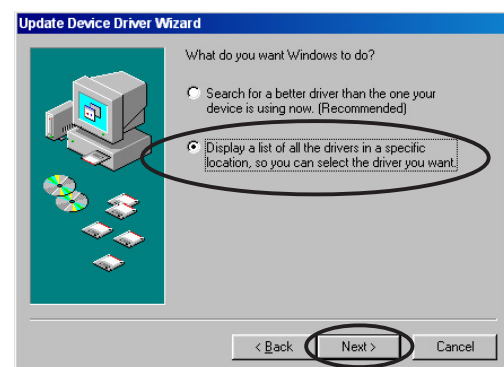 Update Device Driver Wizard
What do you want Windows to do?
Search for a better driver than the one your
device is using now. (Recommended)
Display a list of all the drivers in a specific
location, so you can select the driver you want.
< Back
Next >
Cancel